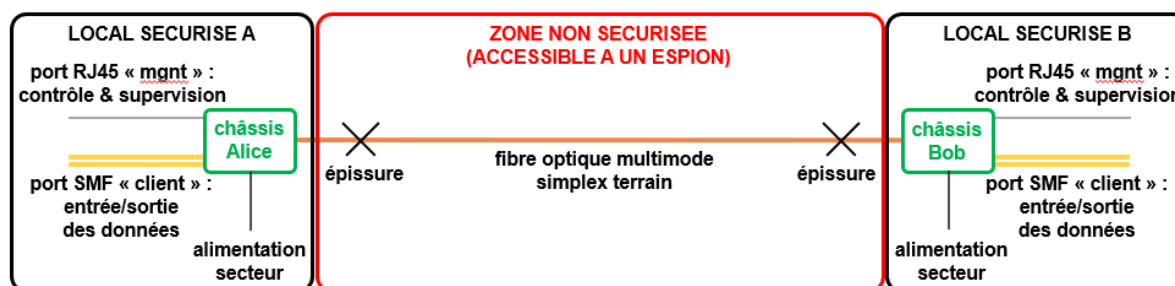 LOCAL SECURISE A
port RJ45 « mgnt » :
contrôle & supervision
châssis
Alice
port SMF « client » :
entrée/sortie
des données
alimentation
secteur
ZONE NON SECURISEE
(ACCESSIBLE A UN ESPION)
épissure
fibre optique multimode
simplex terrain
épissure
LOCAL SECURISE B
port RJ45 « mgnt » :
contrôle & supervision
châssis
Bob
port SMF « client » :
entrée/sortie
des données
alimentation
secteur